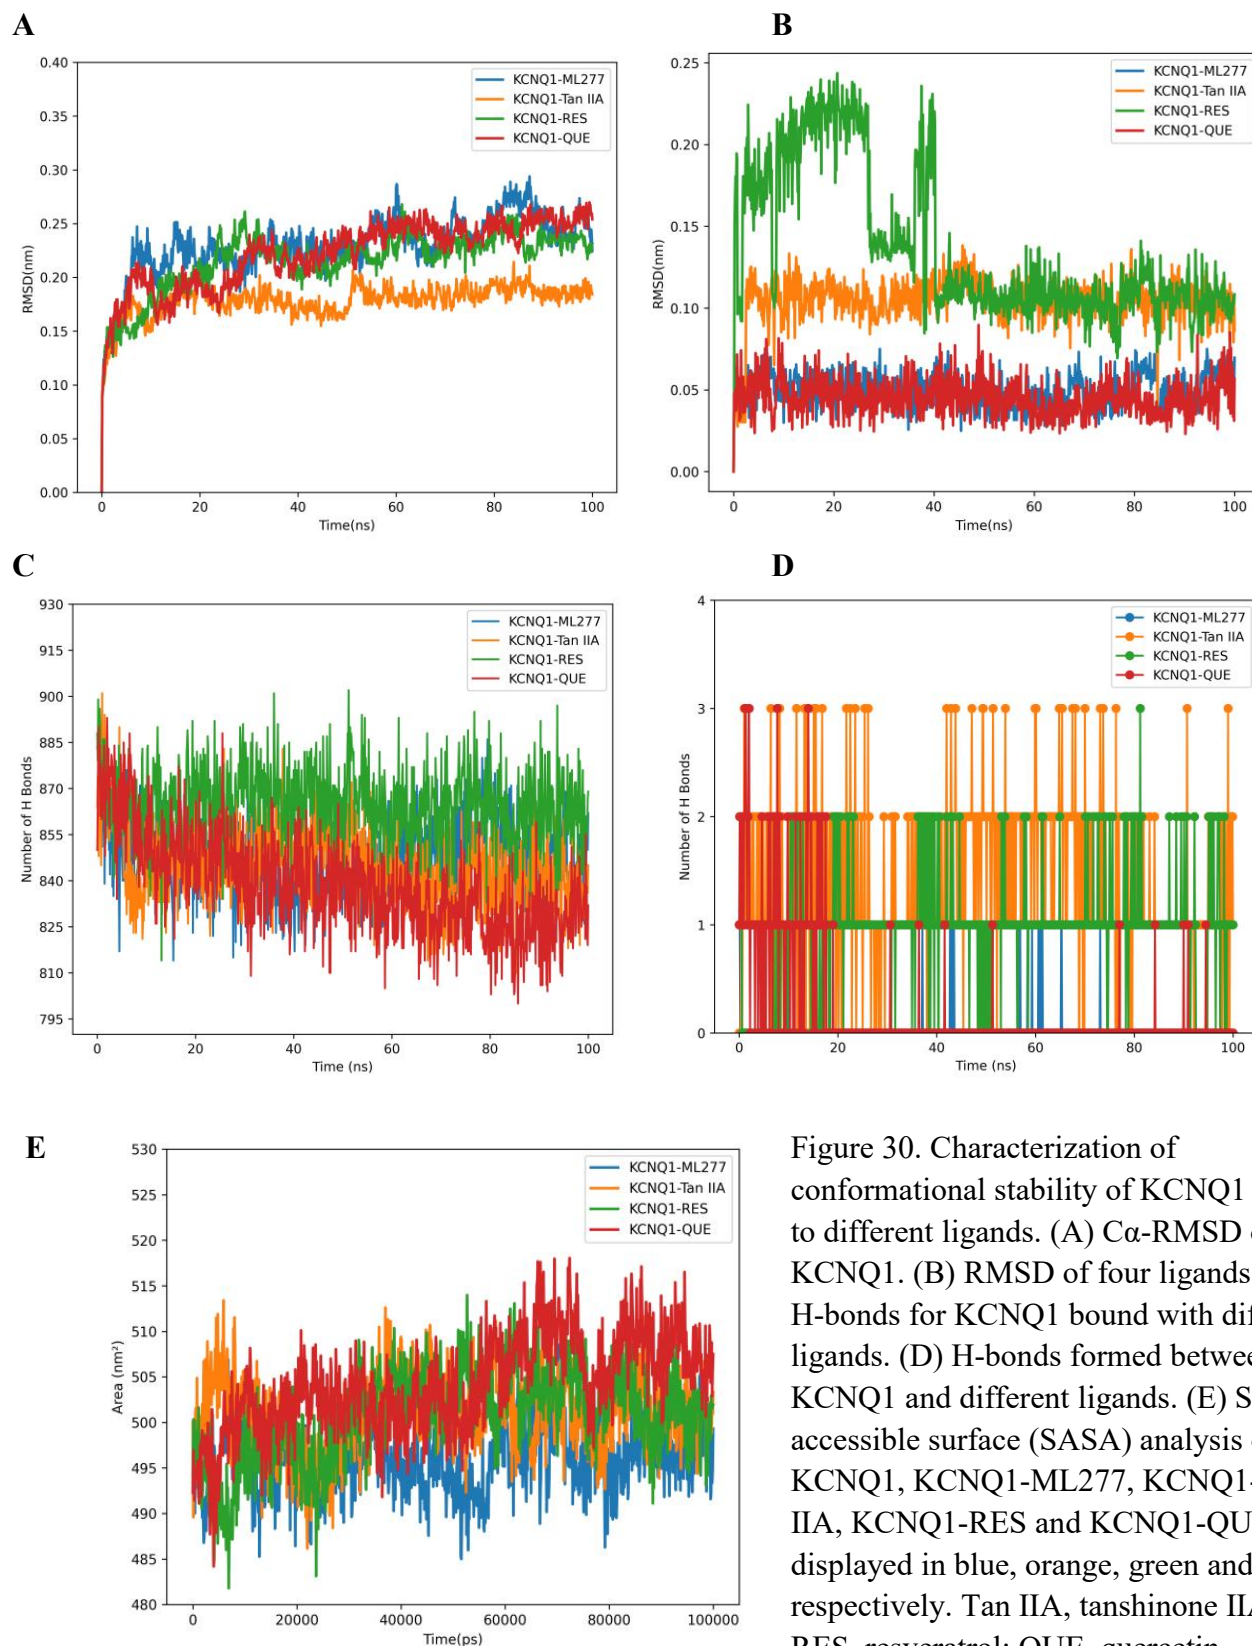 A
B
0.40
0.35
0.30
0.25
0.20
0.15
0.10
0.05
0.00
RMSD(nm)
0 20 40 60 80 100
Time(ns)
KCNQ1-ML277
KCNQ1-Tan IIA
KCNQ1-RES
KCNQ1-QUE
0.25
0.20
0.15
0.10
0.05
0.00
RMSD(nm)
0 20 40 60 80 100
Time(ns)
KCNQ1-ML277
KCNQ1-Tan IIA
KCNQ1-RES
KCNQ1-QUE
C
D
930
915
900
885
870
855
840
825
810
795
Number of H Bonds
0 20 40 60 80 100
Time (ns)
KCNQ1-ML277
KCNQ1-Tan IIA
KCNQ1-RES
KCNQ1-QUE
4
3
2
1
0
Number of H Bonds
0 20 40 60 80 100
Time (ns)
KCNQ1-ML277
KCNQ1-Tan IIA
KCNQ1-RES
KCNQ1-QUE
E
530
525
520
515
510
505
500
495
490
485
480
Area (nm²)
0 20000 40000 60000 80000 100000
Time(ps)
KCNQ1-ML277
KCNQ1-Tan IIA
KCNQ1-RES
KCNQ1-QUE
Figure 30. Characterization of
conformational stability of KCNQ1
to different ligands. (A) Cα-RMSD
KCNQ1. (B) RMSD of four ligands
H-bonds for KCNQ1 bound with
ligands. (D) H-bonds formed
KCNQ1 and different ligands. (E)
accessible surface (SASA) analysis
KCNQ1, KCNQ1-ML277, KCNQ1-
IIA, KCNQ1-RES and
displayed in blue, orange, green and
respectively. Tan IIA, tanshinone
RES, resveratrol; QUE, quercetin